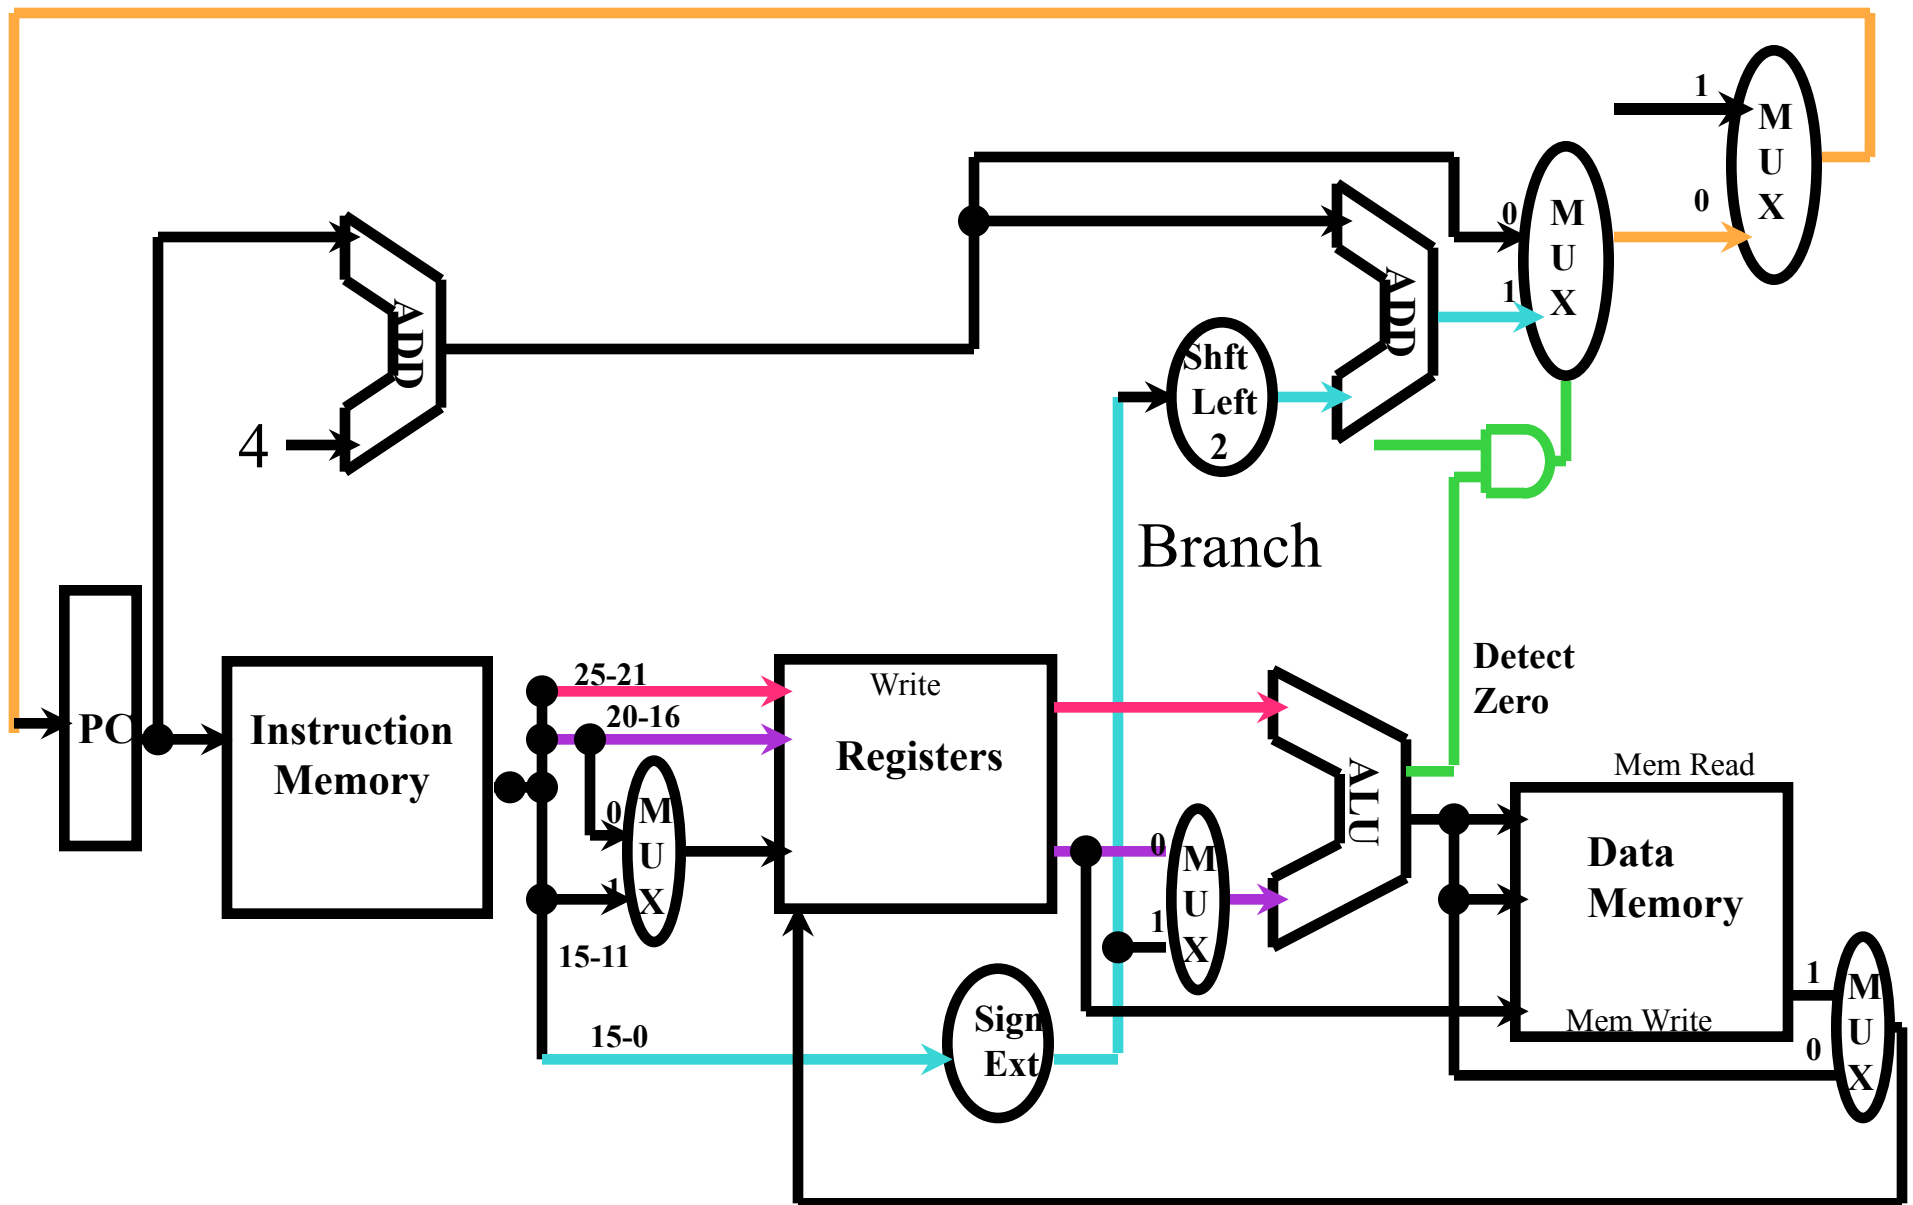 1
M
U
X
0
M
U
X
0
1
ADD
ADD
Shft
Left
2
4
Branch
Detect
Zero
PC
Instruction
Memory
25-21
20-16
0
M
U
X
1
15-11
15-0
Write
Registers
Sign
Ext
0
M
U
X
1
ALU
Mem Read
Data
Memory
Mem Write
1
M
U
X
0